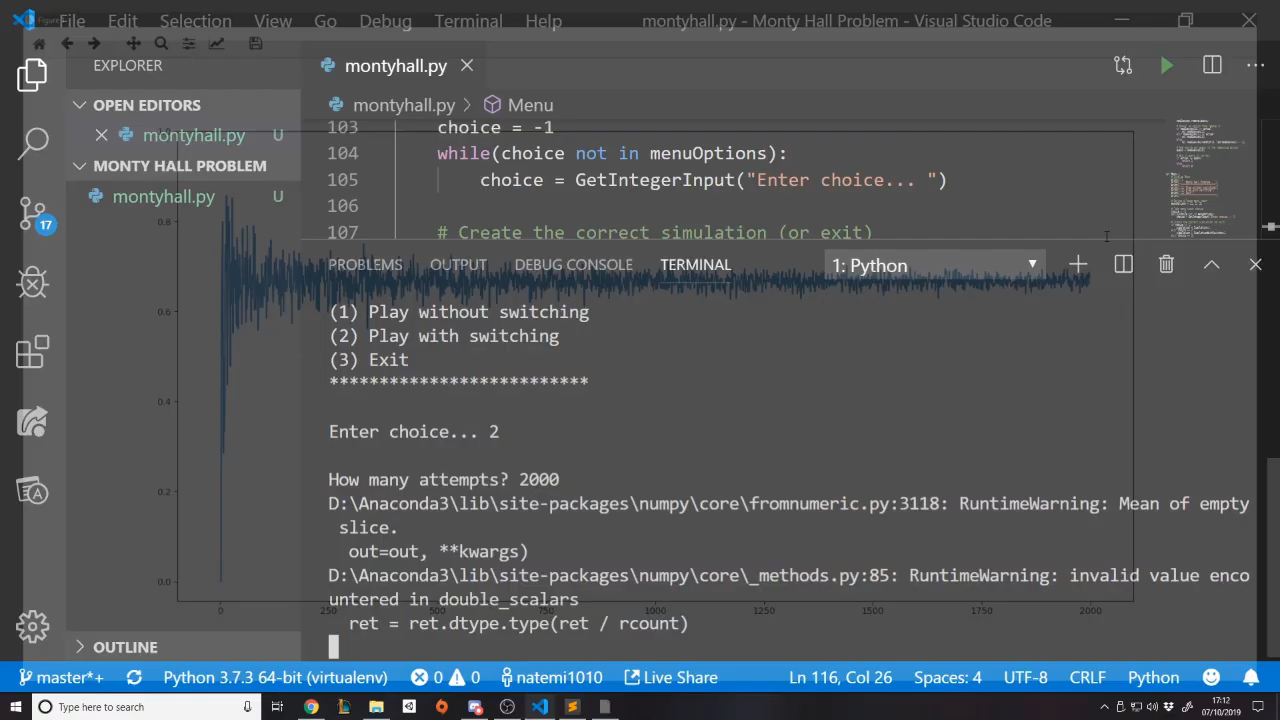 File Edit Selection View Go Debug Terminal Help montyhall.py - Monty Hall Problem - Visual Studio Code
EXPLORER
montyhall.py
OPEN EDITORS
montyhall.py > Menu
montyhall.py U
MONTY HALL PROBLEM
montyhall.py U
103 choice = -1
104 while(choice not in menuOptions):
105 choice = GetIntegerInput("Enter choice... ")
106
107 # Create the correct simulation (or exit)
PROBLEMS OUTPUT DEBUG CONSOLE TERMINAL 1: Python
(1) Play without switching
(2) Play with switching
(3) Exit
**************************
Enter choice... 2
How many attempts? 2000
D:\Anaconda3\lib\site-packages\numpy\core\fromnumeric.py:3118: RuntimeWarning: Mean of empty
slice.
out=out, **kwargs)
D:\Anaconda3\lib\site-packages\numpy\core\_methods.py:85: RuntimeWarning: invalid value enco
untered in double_scalars
ret = ret.dtype.type(ret / rcount)
1.0
0.8
0.6
0.4
0.2
0.0
0 250 500 750 1000 1250 1500 1750 2000
17
OUTLINE
master*+ Python 3.7.3 64-bit (virtualenv) 0 0 natemi1010 Live Share Ln 116, Col 26 Spaces: 4 UTF-8 CRLF Python
Type here to search
17:12
07/10/2019